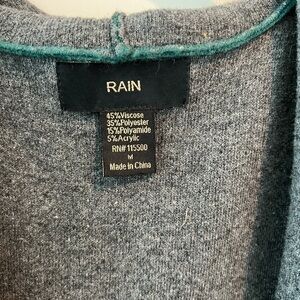 RAIN
45%Viscose
35%Polyester
15%Polyamide
5%Acrylic
RN# 115500
M
Made in China